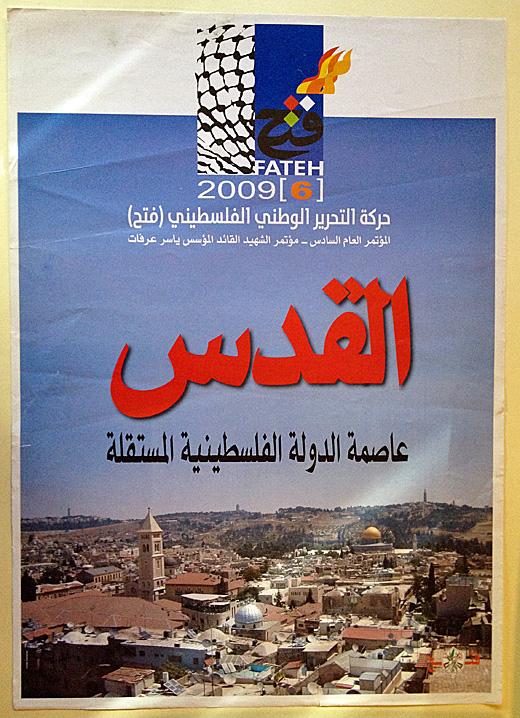 فتح
FATEH
2009[6]
حركة التحرير الوطني الفلسطيني (فتح)
المؤتمر العام السادس - مؤتمر الشهيد القائد المؤسس ياسر عرفات
القدس
عاصمة الدولة الفلسطينية المستقلة